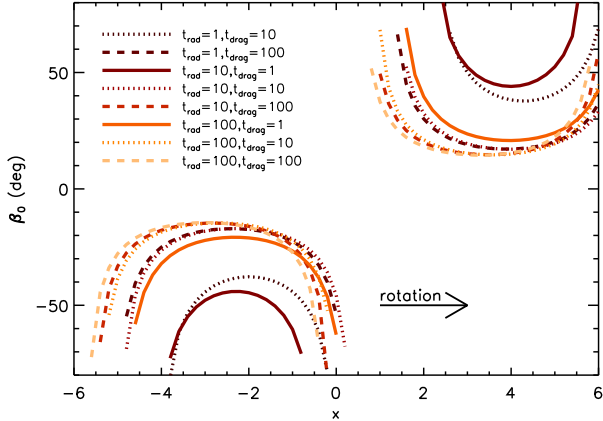 t_rad=1,t_drag=10
t_rad=1,t_drag=100
t_rad=10,t_drag=1
t_rad=10,t_drag=10
t_rad=10,t_drag=100
t_rad=100,t_drag=1
t_rad=100,t_drag=10
t_rad=100,t_drag=100
50
0
−50
β₀ (deg)
rotation
−6 −4 −2 0 2 4 6
x